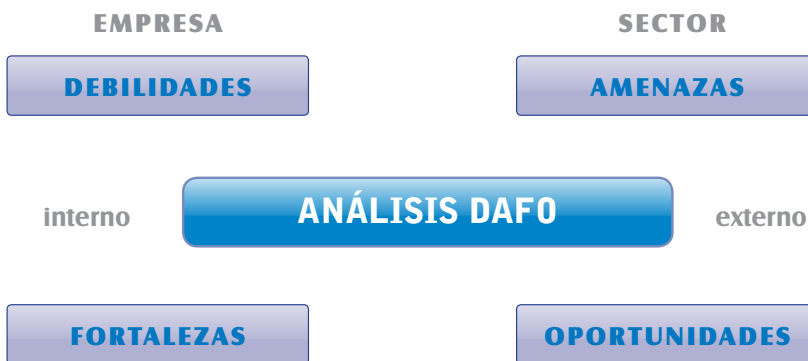 EMPRESA
SECTOR
DEBILIDADES
AMENAZAS
interno
ANÁLISIS DAFO
externo
FORTALEZAS
OPORTUNIDADES